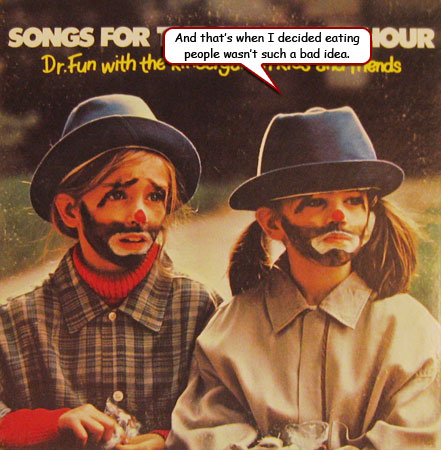 SONGS FOR HOUR
And that's when I decided eating
people wasn't such a bad idea.
Dr.Fun with the and friends